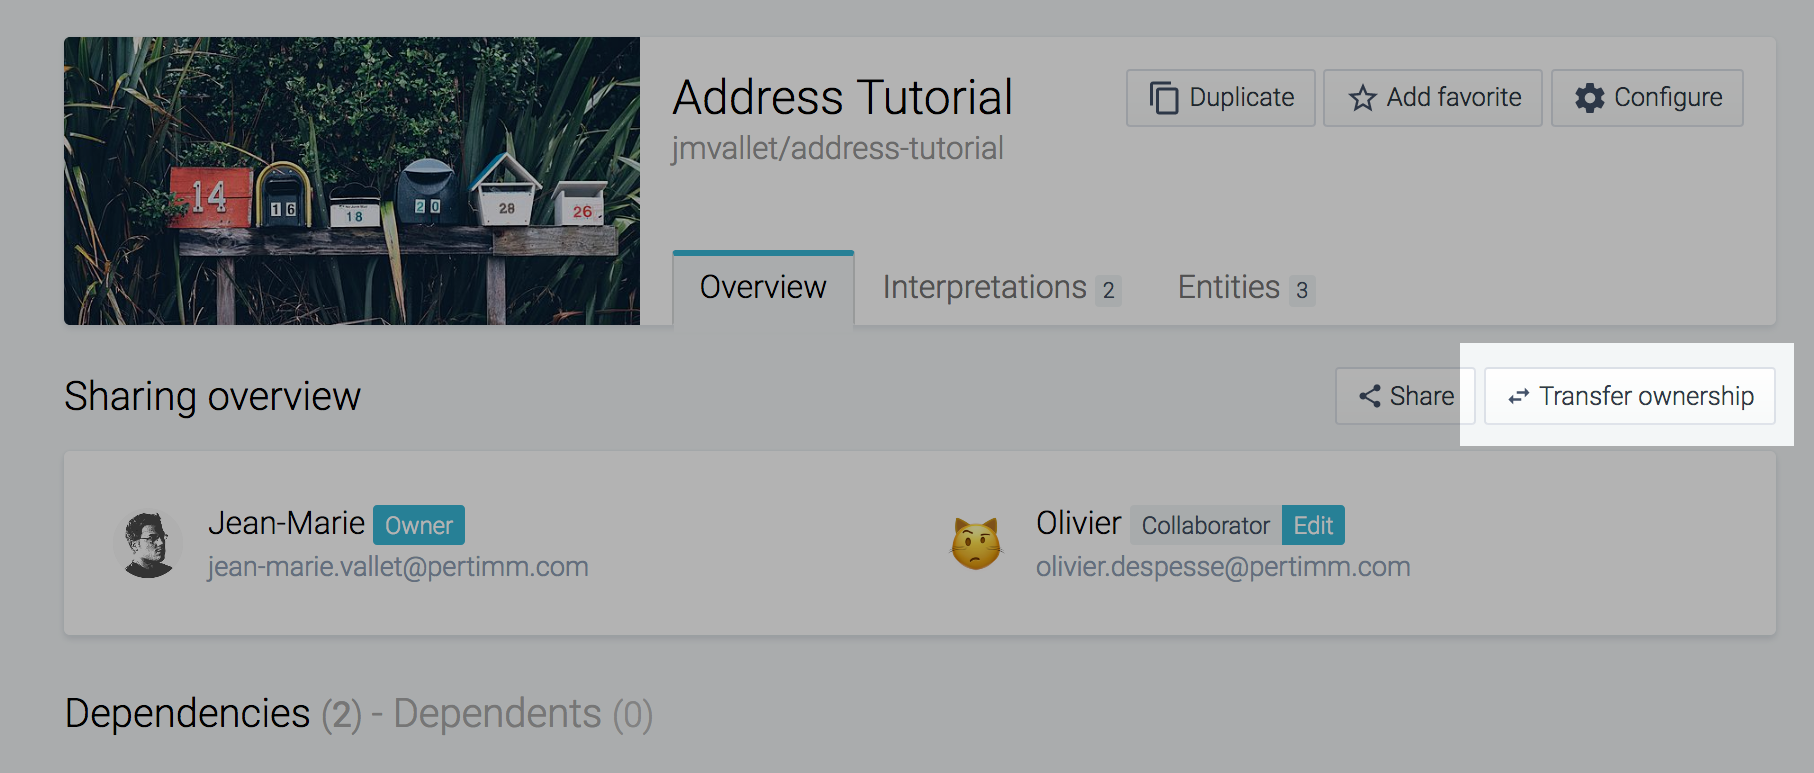 14
16
18
20
28
26
Address Tutorial
jmvallet/address-tutorial
Duplicate
Add favorite
Configure
Overview
Interpretations 2
Entities 3
Sharing overview
Share
Transfer ownership
Jean-Marie Owner
jean-marie.vallet@pertimm.com
Olivier Collaborator Edit
olivier.despesse@pertimm.com
Dependencies (2) - Dependents (0)